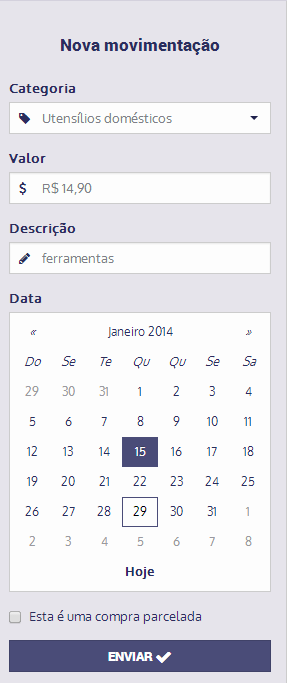 Nova movimentação
Categoria
Utensílios domésticos
Valor
$ R$ 14,90
Descrição
ferramentas
Data
« Janeiro 2014 »
Do Se Te Qu Qu Se Sa
29 30 31 1 2 3 4
5 6 7 8 9 10 11
12 13 14 15 16 17 18
19 20 21 22 23 24 25
26 27 28 29 30 31 1
2 3 4 5 6 7 8
Hoje
Esta é uma compra parcelada
ENVIAR